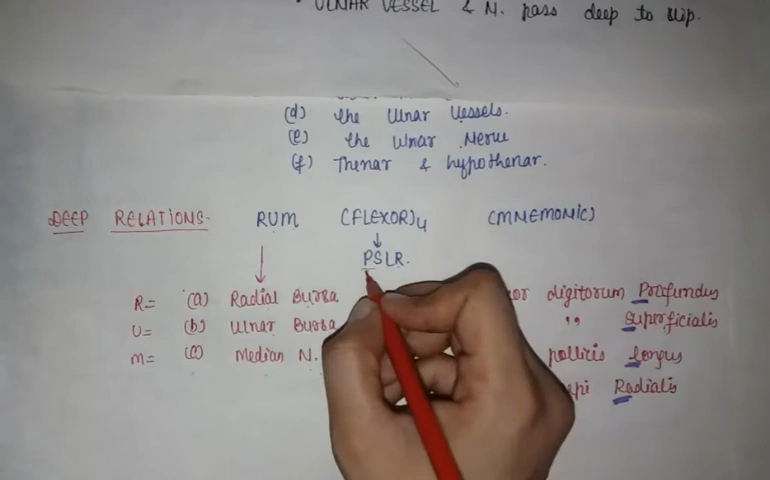 • ULNAR VESSEL & N. pass deep to slip.
(d) the Ulnar Vessels.
(e) the Ulnar Nerve
(f) Thenar & hypothenar.
DEEP RELATIONS- RUM (FLEXOR)4 (MNEMONIC)
PSLR.
R= (a) Radial Bursa digitorum Profundus
U= (b) Ulnar Bursa " Superficialis
m= (c) Median N. pollicis Longus
Radialis